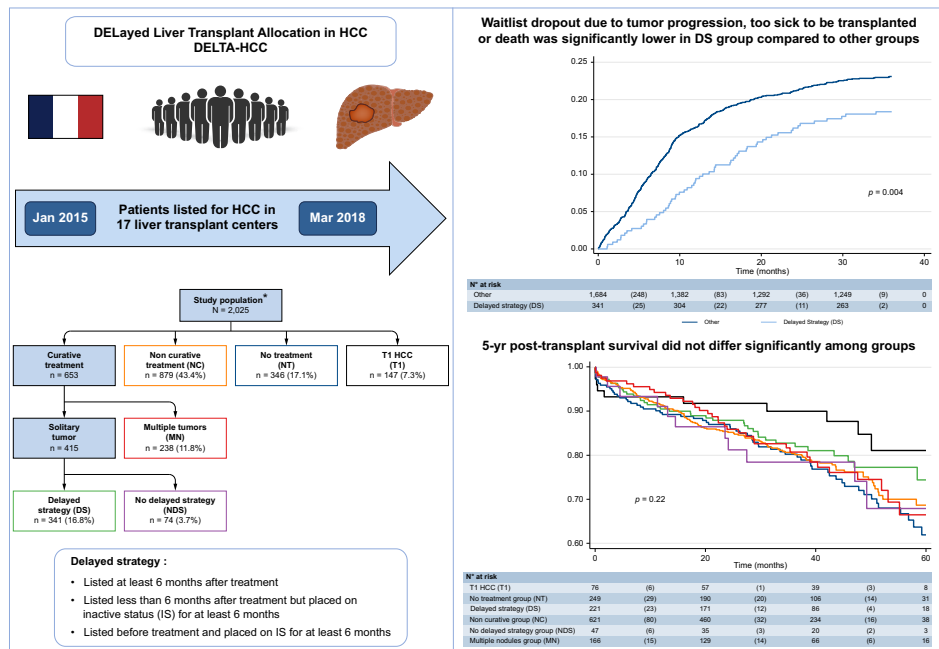 DELayed Liver Transplant Allocation in HCC
DELTA-HCC
Jan 2015
Patients listed for HCC in
17 liver transplant centers
Mar 2018
Study population*
N = 2,025
Curative
treatment
n = 653
Non curative
treatment (NC)
n = 879 (43.4%)
No treatment
(NT)
n = 346 (17.1%)
T1 HCC
(T1)
n = 147 (7.3%)
Solitary
tumor
n = 415
Multiple tumors
(MN)
n = 238 (11.8%)
Delayed
strategy (DS)
n = 341 (16.8%)
No delayed strategy
(NDS)
n = 74 (3.7%)
Delayed strategy :
• Listed at least 6 months after treatment
• Listed less than 6 months after treatment but placed on
inactive status (IS) for at least 6 months
• Listed before treatment and placed on IS for at least 6 months
Waitlist dropout due to tumor progression, too sick to be transplanted
or death was significantly lower in DS group compared to other groups
0.25
0.20
0.15
0.10
0.05
0.00
p = 0.004
0 10 20 30 40
Time (months)
N° at risk
Other 1,684 (248) 1,382 (83) 1,292 (36) 1,249 (9) 0
Delayed strategy (DS) 341 (25) 304 (22) 277 (11) 263 (2) 0
Other Delayed Strategy (DS)
5-yr post-transplant survival did not differ significantly among groups
1.00
0.90
0.80
0.70
0.60
p = 0.22
0 20 40 60
Time (months)
N° at risk
T1 HCC (T1) 76 (6) 57 (1) 39 (3) 8
No treatment group (NT) 249 (29) 190 (20) 106 (14) 31
Delayed strategy (DS) 221 (23) 171 (12) 86 (4) 18
Non curative group (NC) 621 (80) 460 (32) 234 (16) 38
No delayed strategy group (NDS) 47 (6) 35 (3) 20 (2) 3
Multiple nodules group (MN) 166 (15) 129 (14) 66 (6) 16